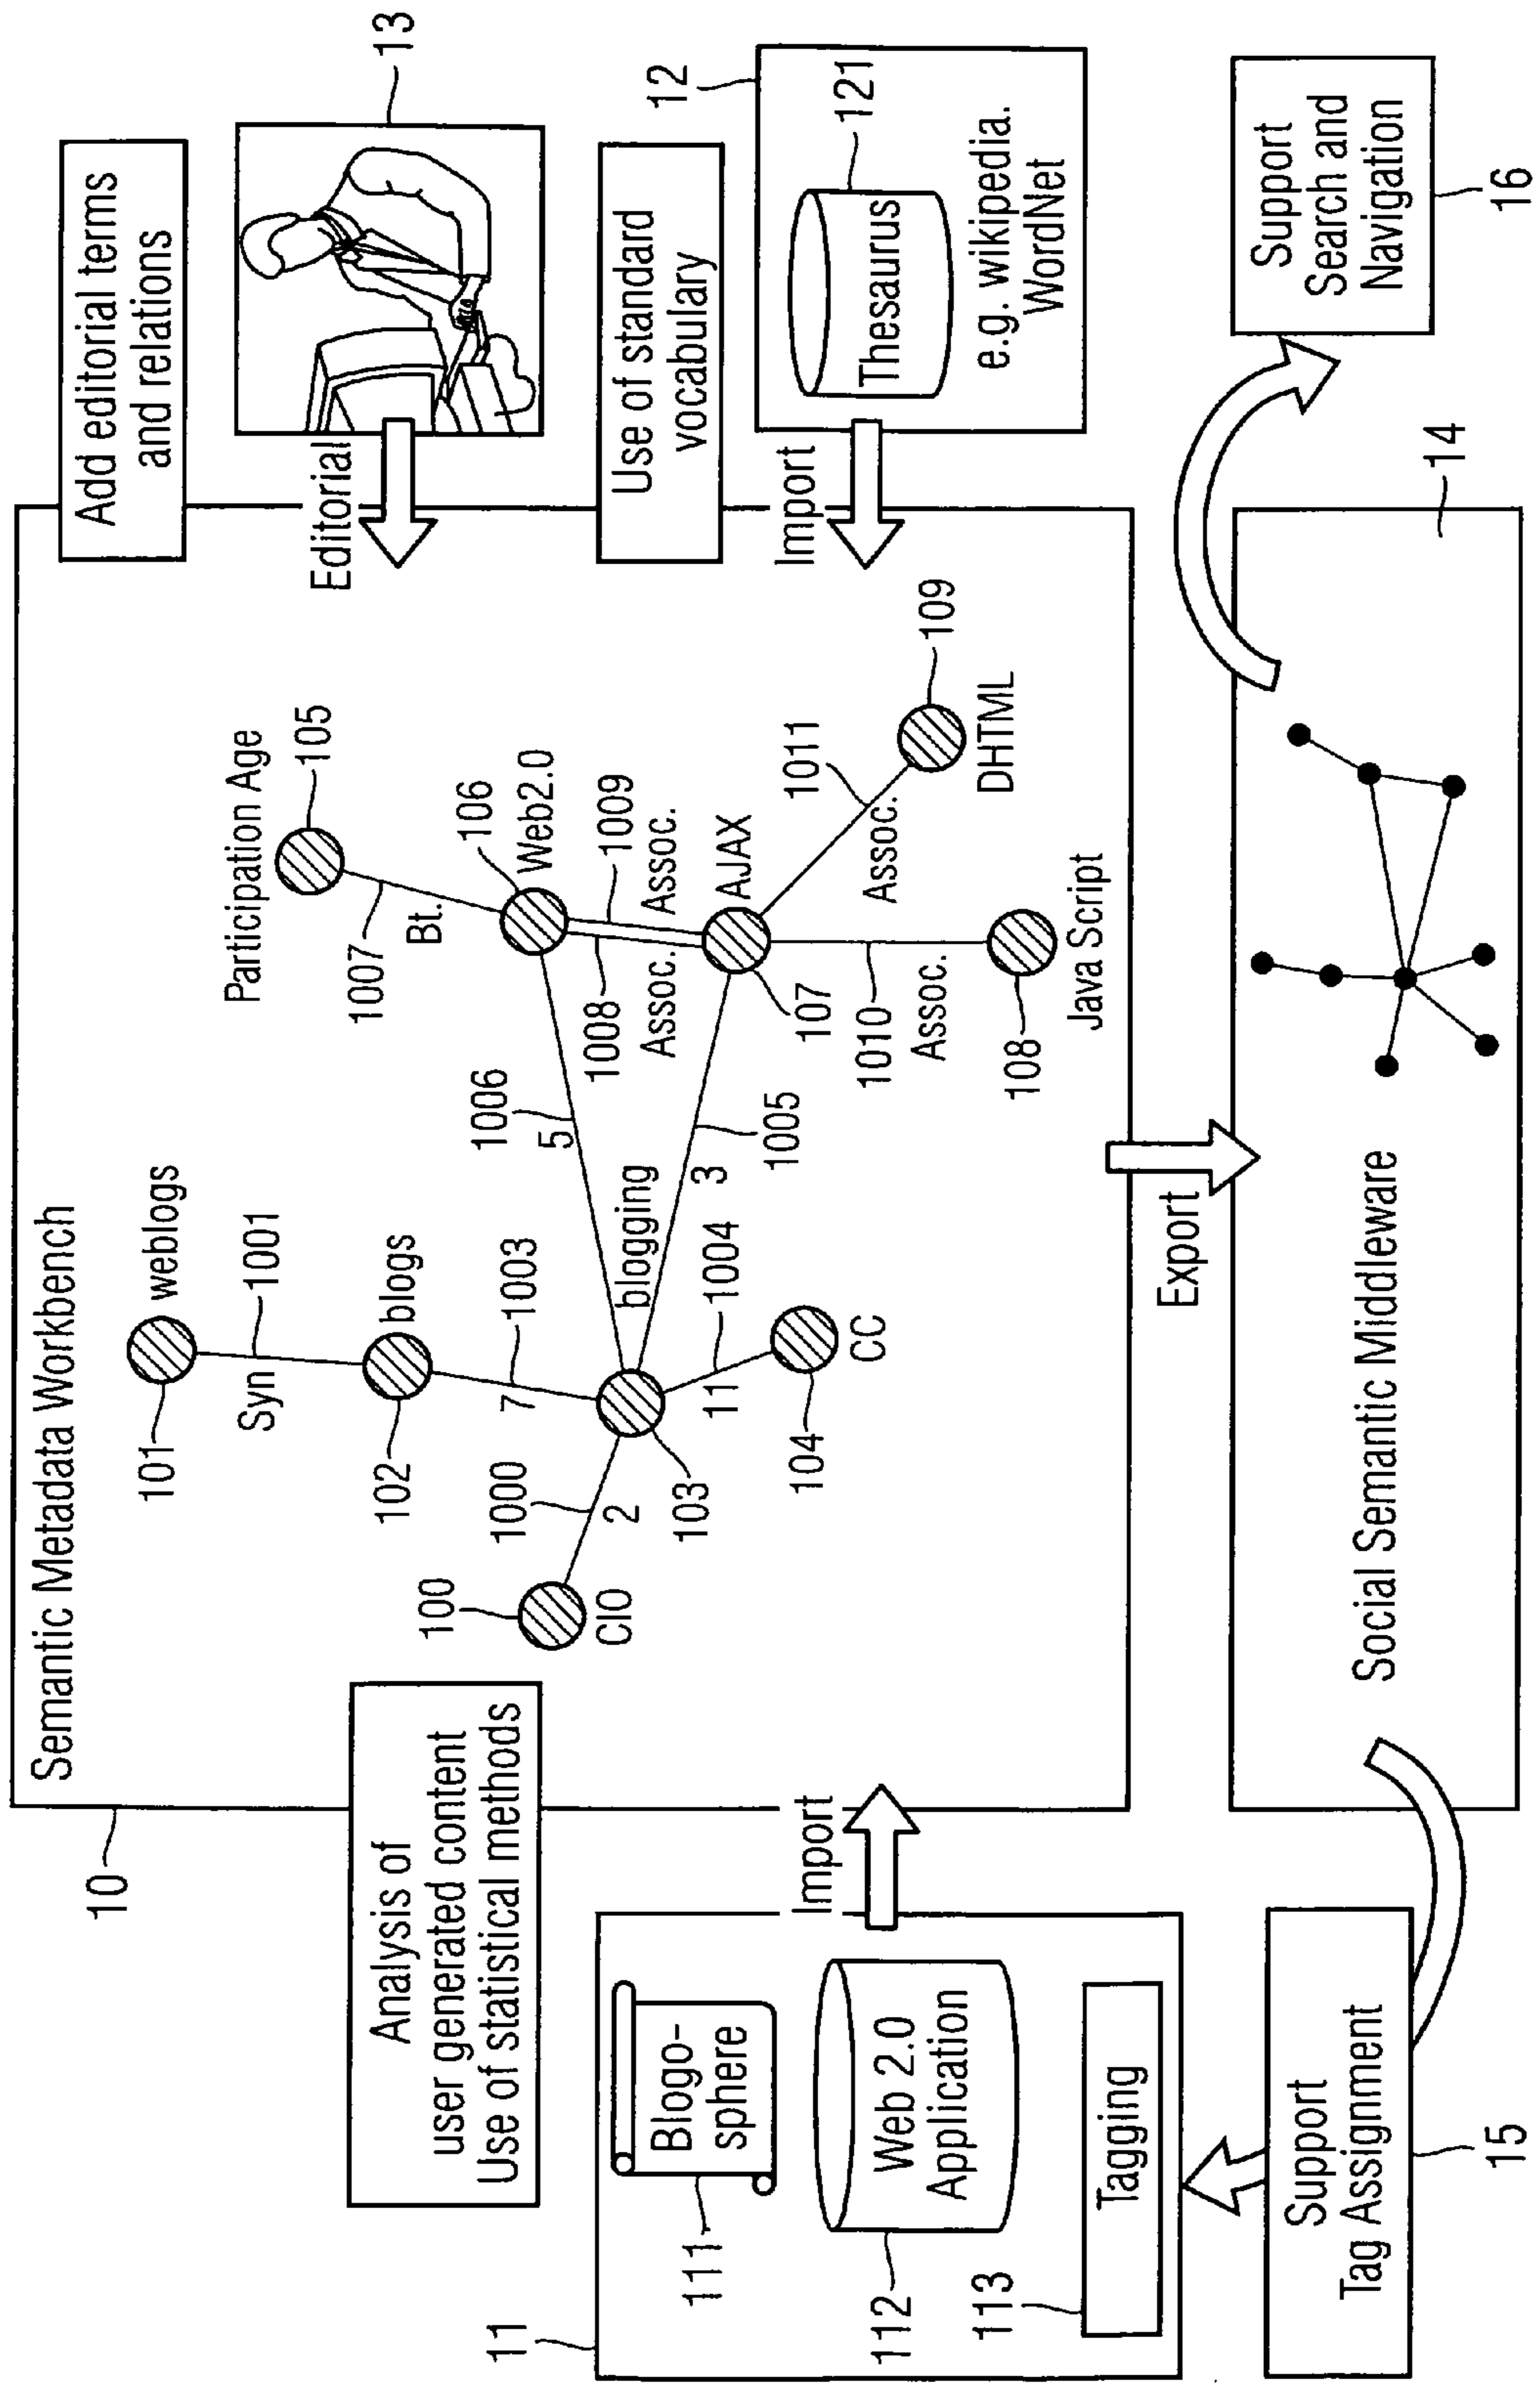 10
Semantic Metadata Workbench
Add editorial terms
and relations
13
Editorial
Use of standard
vocabulary
12
Thesaurus
121
e.g. wikipedia.
WordNet
Import
Analysis of
user generated content
Use of statistical methods
101
weblogs
Syn
1001
102
blogs
7
1003
100
CIO
1000
2
103
blogging
11
1004
104
CC
5
1006
3
1005
Participation Age
105
1007
Bt.
106
Web2.0
1008
Assoc.
1009
Assoc.
AJAX
107
1010
Assoc.
1011
Assoc.
109
DHTML
108
Java Script
11
111
Blogo-
sphere
112
Web 2.0
Application
113
Tagging
Import
Export
Social Semantic Middleware
14
Support
Tag Assignment
15
Support
Search and
Navigation
16